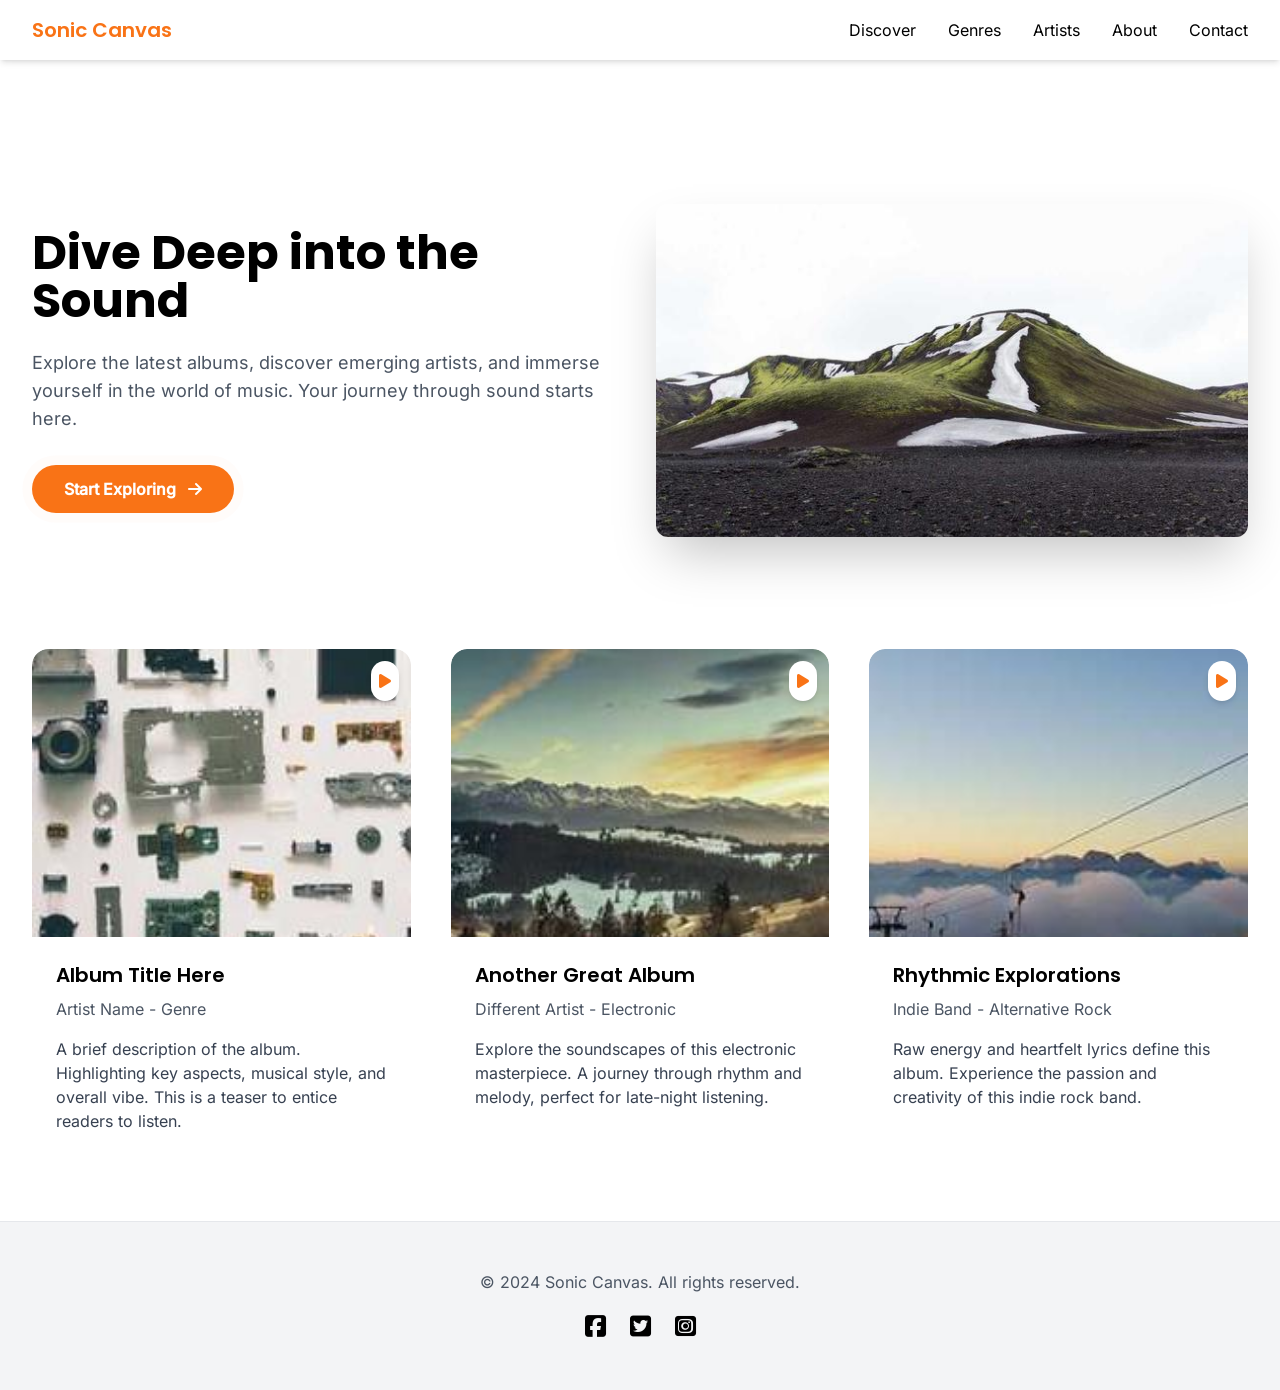 Sonic Canvas
Discover
Genres
Artists
About
Contact
Dive Deep into the
Sound
Explore the latest albums, discover emerging artists, and immerse
yourself in the world of music. Your journey through sound starts
here.
Start Exploring
Album Title Here
Artist Name - Genre
A brief description of the album.
Highlighting key aspects, musical style, and
overall vibe. This is a teaser to entice
readers to listen.
Another Great Album
Different Artist - Electronic
Explore the soundscapes of this electronic
masterpiece. A journey through rhythm and
melody, perfect for late-night listening.
Rhythmic Explorations
Indie Band - Alternative Rock
Raw energy and heartfelt lyrics define this
album. Experience the passion and
creativity of this indie rock band.
© 2024 Sonic Canvas. All rights reserved.